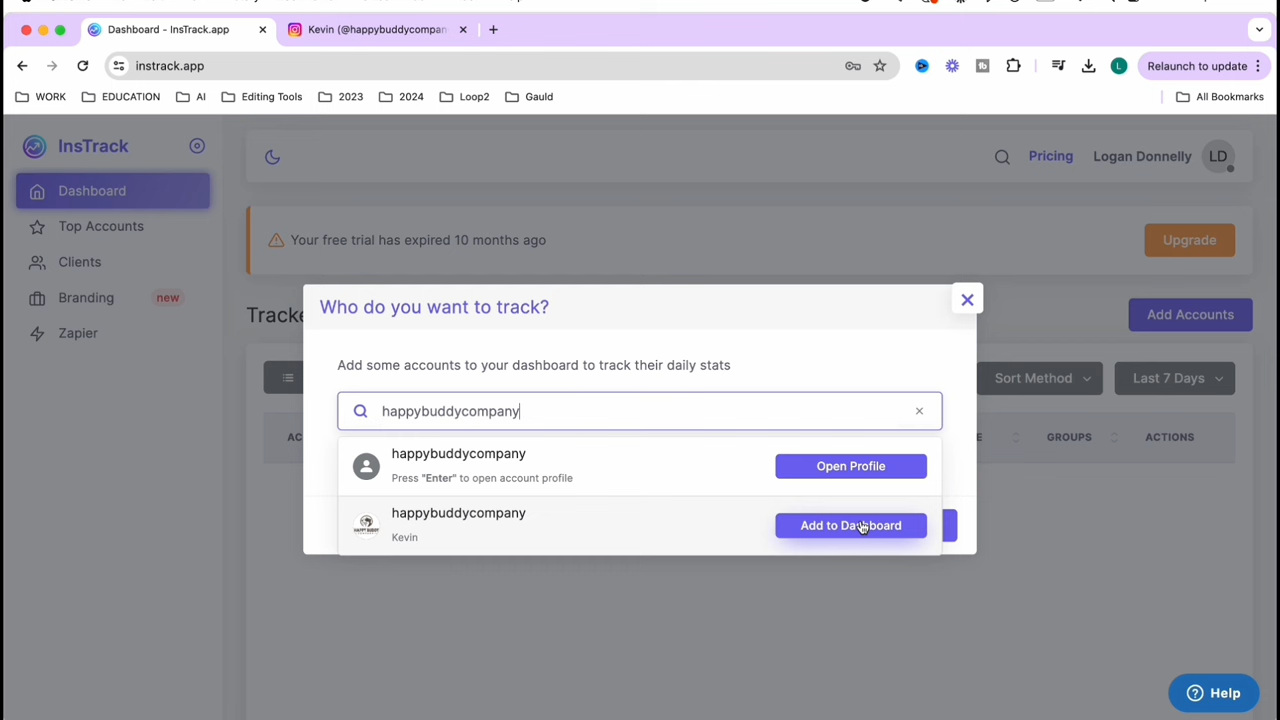 Dashboard - InsTrack.app
Kevin (@happybuddycompan
instrack.app
Relaunch to update
WORK
EDUCATION
AI
Editing Tools
2023
2024
Loop2
Gauld
All Bookmarks
InsTrack
Pricing
Logan Donnelly
LD
Dashboard
Top Accounts
Clients
Branding
new
Zapier
Your free trial has expired 10 months ago
Upgrade
Tracke
Add Accounts
Sort Method
Last 7 Days
AC
E
GROUPS
ACTIONS
Who do you want to track?
Add some accounts to your dashboard to track their daily stats
happybuddycompany
happybuddycompany
Press "Enter" to open account profile
Open Profile
happybuddycompany
Kevin
Add to Dashboard
Help